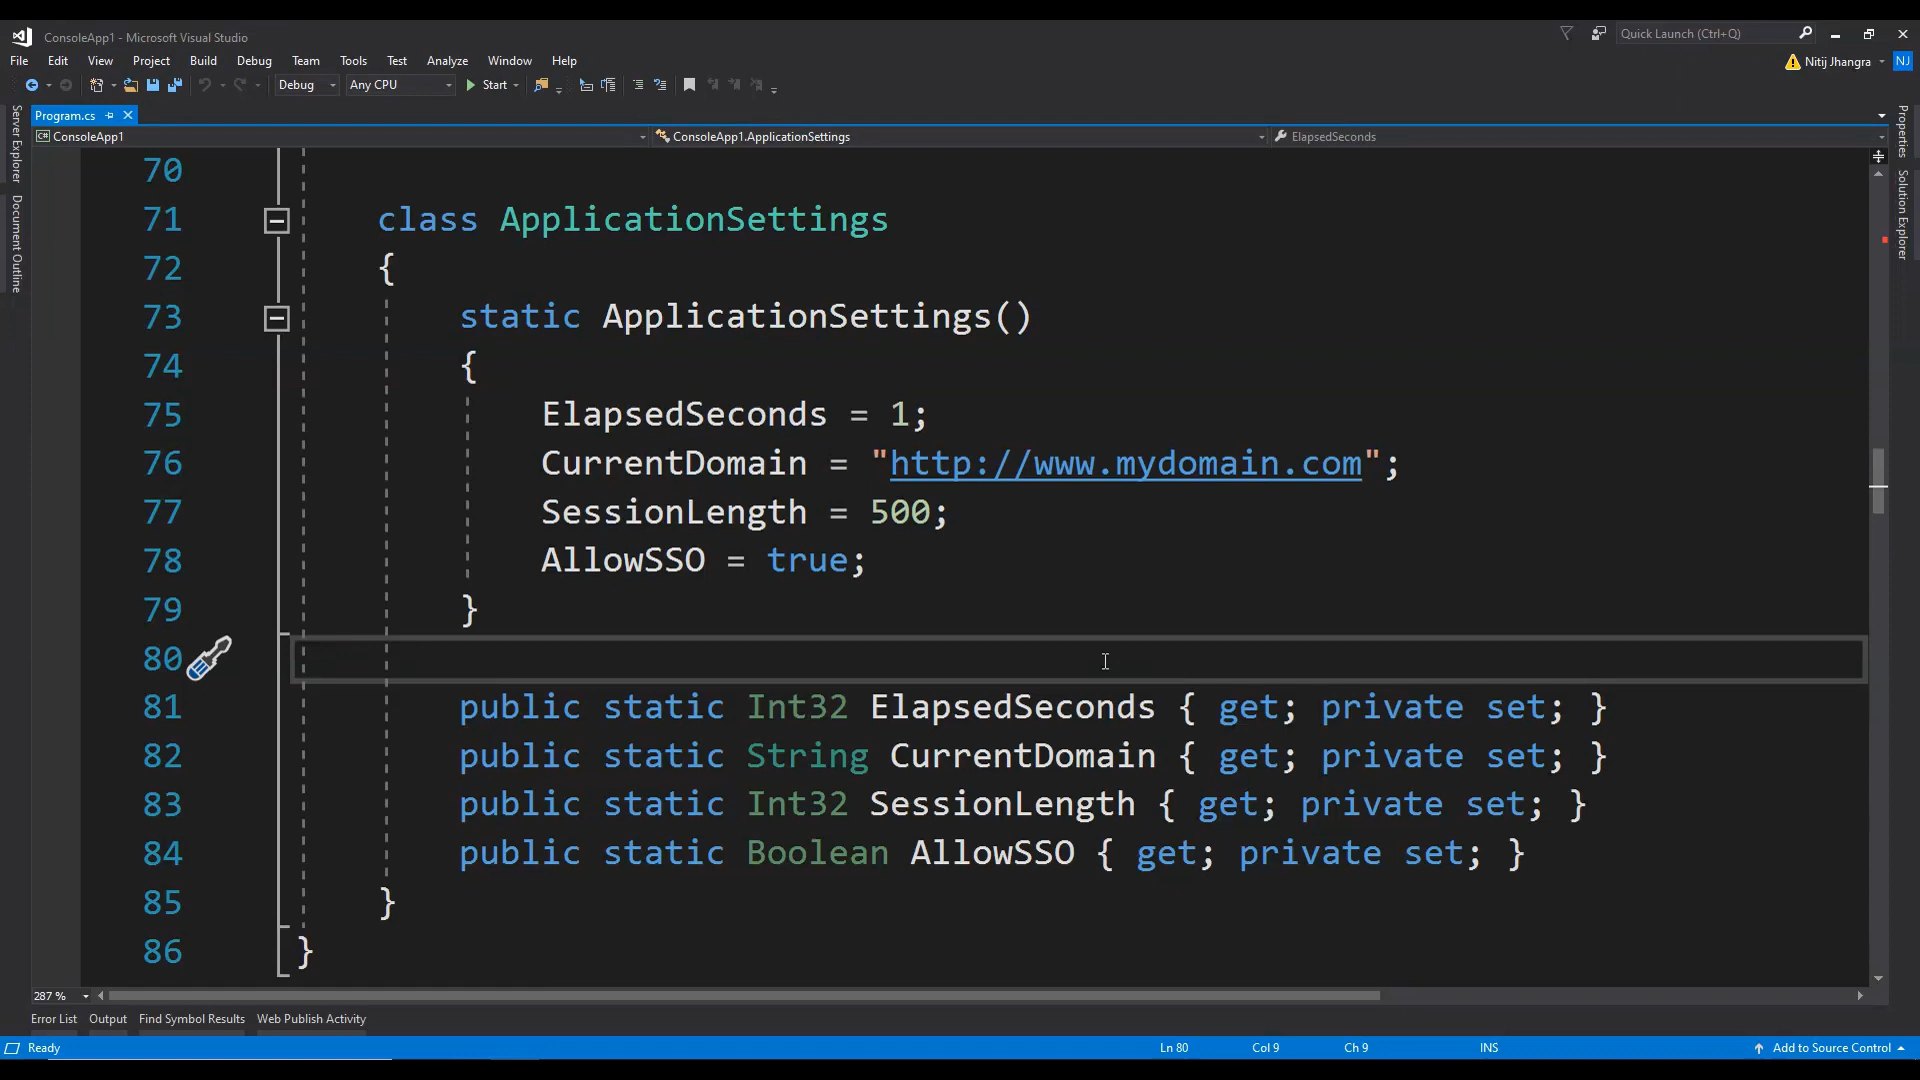 ConsoleApp1 - Microsoft Visual Studio
Quick Launch (Ctrl+Q)
File Edit View Project Build Debug Team Tools Test Analyze Window Help
Nitij Jhangra NJ
Debug Any CPU Start
Program.cs
ConsoleApp1 ConsoleApp1.ApplicationSettings ElapsedSeconds
Server Explorer
Document Outline
Properties
Solution Explorer
70
71 class ApplicationSettings
72 {
73 static ApplicationSettings()
74 {
75 ElapsedSeconds = 1;
76 CurrentDomain = "http://www.mydomain.com";
77 SessionLength = 500;
78 AllowSSO = true;
79 }
80
81 public static Int32 ElapsedSeconds { get; private set; }
82 public static String CurrentDomain { get; private set; }
83 public static Int32 SessionLength { get; private set; }
84 public static Boolean AllowSSO { get; private set; }
85 }
86 }
287 %
Error List Output Find Symbol Results Web Publish Activity
Ready Ln 80 Col 9 Ch 9 INS Add to Source Control